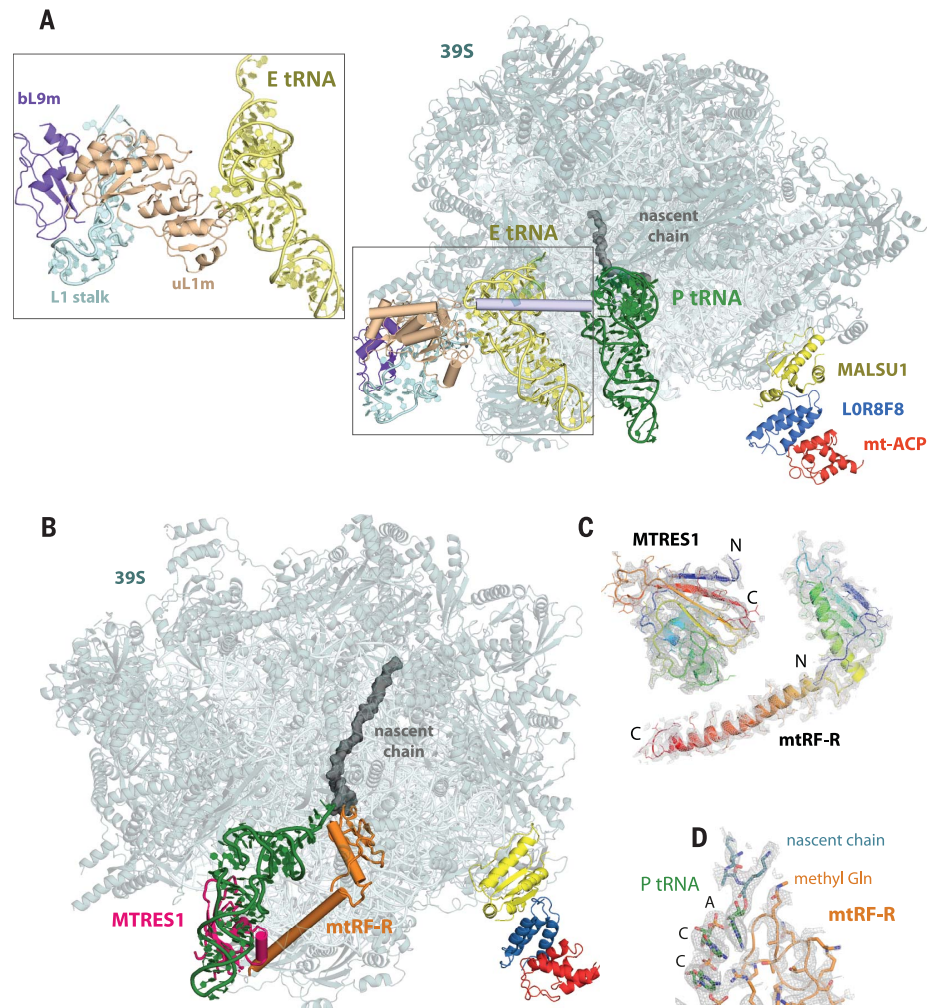 A
39S
E tRNA
bL9m
L1 stalk
uL1m
nascent
chain
E tRNA
P tRNA
MALSU1
L0R8F8
mt-ACP
B
39S
nascent
chain
MTRES1
mtRF-R
C
MTRES1
N
C
N
C
mtRF-R
D
nascent chain
P tRNA
methyl Gln
A
mtRF-R
C
C